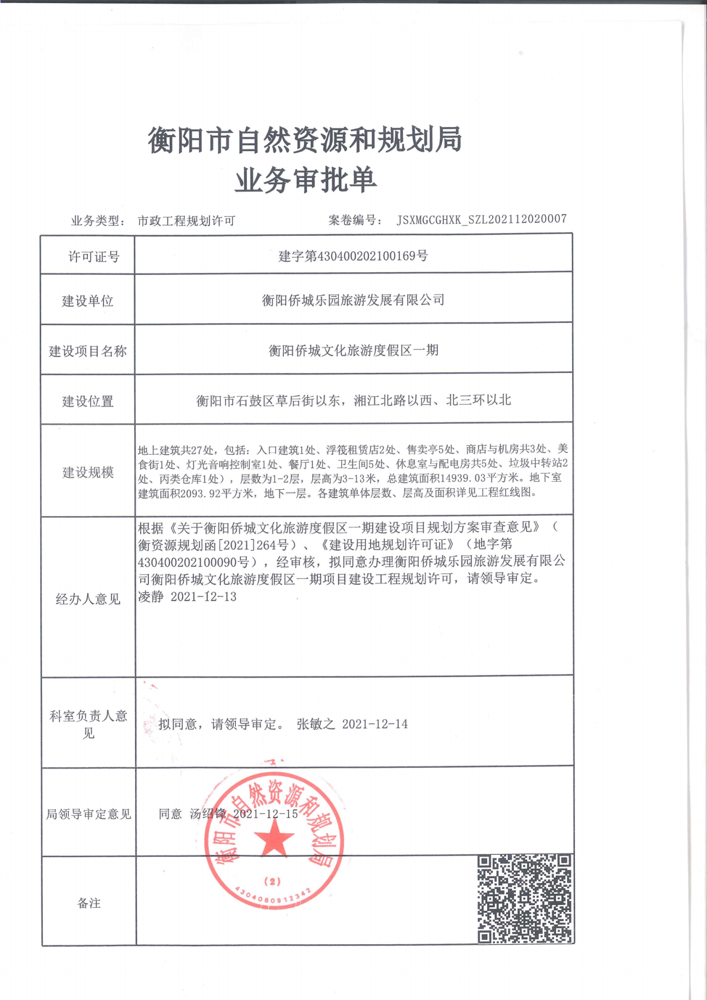 衡阳市自然资源和规划局
业务审批单
业务类型： 市政工程规划许可 案卷编号： JSXMGCGHXK_SZL202112020007
许可证号 建字第430400202100169号
建设单位 衡阳侨城乐园旅游发展有限公司
建设项目名称 衡阳侨城文化旅游度假区一期
建设位置 衡阳市石鼓区草后街以东，湘江北路以西、北三环以北
建设规模
地上建筑共27处，包括：入口建筑1处、浮筏租赁店2处、售卖亭5处、商店与机房共3处、美
食街1处、灯光音响控制室1处、餐厅1处、卫生间5处、休息室与配电房共5处、垃圾中转站2
处、丙类仓库1处），层数为1-2层，层高为3-13米，总建筑面积14939.03平方米。地下室
建筑面积2093.92平方米，地下一层。各建筑单体层数、层高及面积详见工程红线图。
经办人意见
根据《关于衡阳侨城文化旅游度假区一期建设项目规划方案审查意见》（
衡资源规划函[2021]264号）、《建设用地规划许可证》（地字第
430400202100090号），经审核，拟同意办理衡阳侨城乐园旅游发展有限公
司衡阳侨城文化旅游度假区一期项目建设工程规划许可，请领导审定。
凌静 2021-12-13
科室负责人意
见
拟同意，请领导审定。 张敏之 2021-12-14
局领导审定意见 同意 汤绍锋 2021-12-15
衡阳市自然资源和规划局
(2)
4304080912342
备注